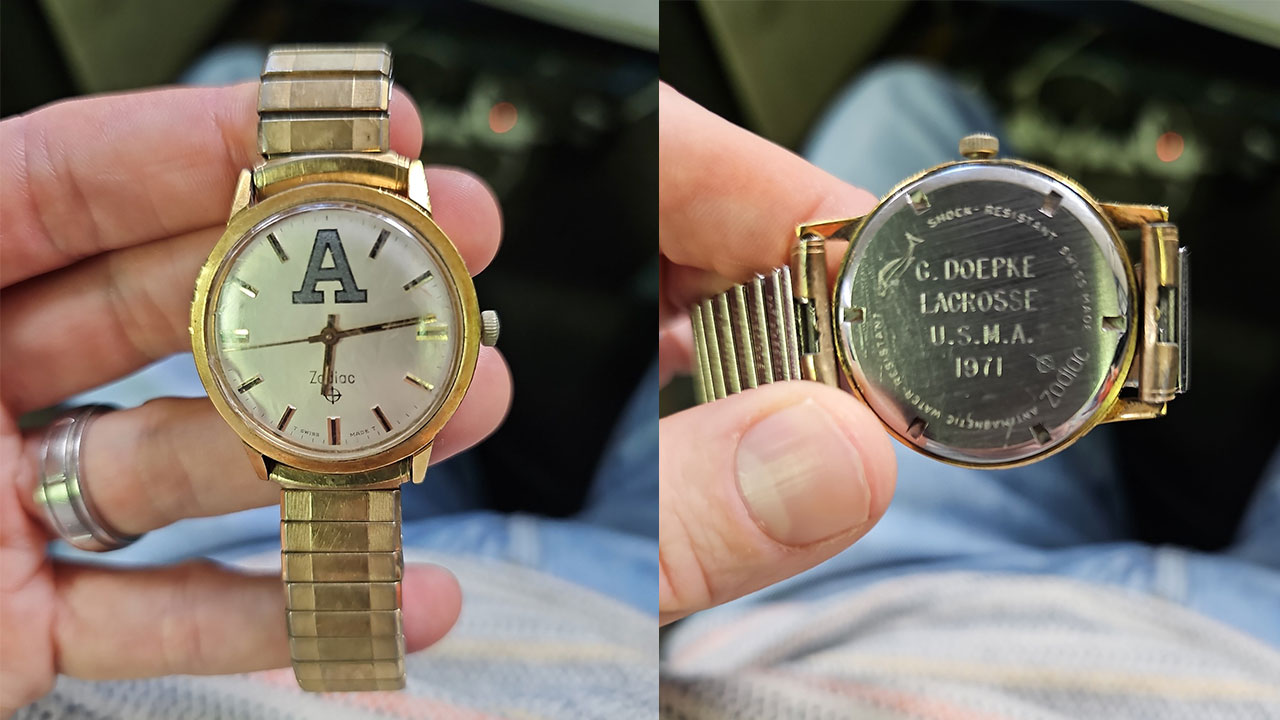 A
Zodiac
T SWISS MADE T
SHOCK-RESISTANT SWISS MADE
C. DOEPKE
LACROSSE
U.S.M.A.
1971
Zodiac
ANTIMAGNETIC WATER-RESISTANT